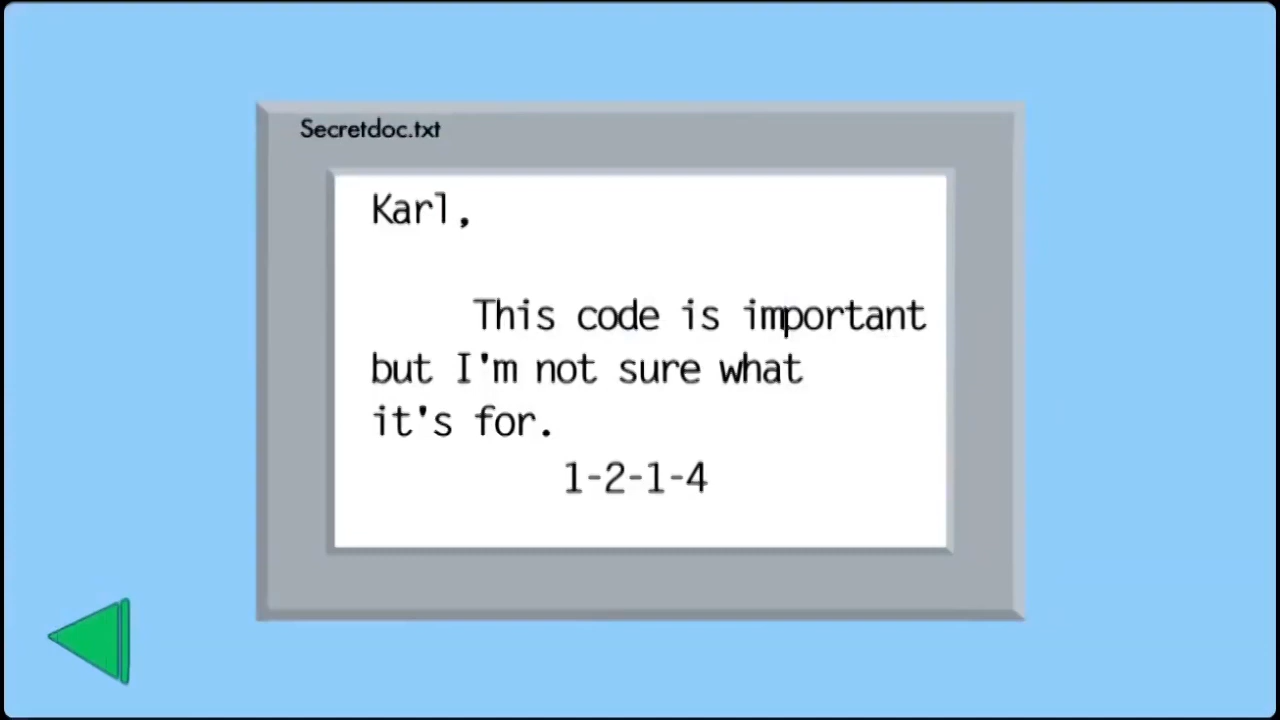 Secretdoc.txt
Karl,
This code is important
but I'm not sure what
it's for.
1-2-1-4